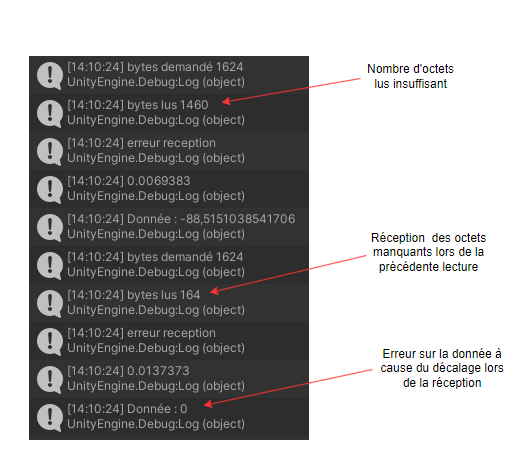 [14:10:24] bytes demandé 1624
UnityEngine.Debug:Log (object)
[14:10:24] bytes lus 1460
UnityEngine.Debug:Log (object)
[14:10:24] erreur reception
UnityEngine.Debug:Log (object)
[14:10:24] 0.0069383
UnityEngine.Debug:Log (object)
[14:10:24] Donnée : -88,5151038541706
UnityEngine.Debug:Log (object)
[14:10:24] bytes demandé 1624
UnityEngine.Debug:Log (object)
[14:10:24] bytes lus 164
UnityEngine.Debug:Log (object)
[14:10:24] erreur reception
UnityEngine.Debug:Log (object)
[14:10:24] 0.0137373
UnityEngine.Debug:Log (object)
[14:10:24] Donnée : 0
UnityEngine.Debug:Log (object)
Nombre d'octets
lus insuffisant
Réception des octets
manquants lors de la
précédente lecture
Erreur sur la donnée à
cause du décalage lors
de la réception